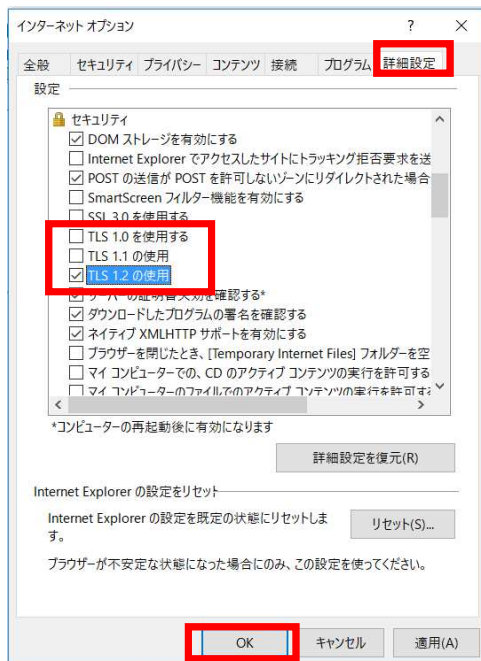 インターネット オプション ? ×
全般 セキュリティ プライバシー コンテンツ 接続 プログラム 詳細設定
設定
セキュリティ
DOM ストレージを有効にする
Internet Explorer でアクセスしたサイトにトラッキング拒否要求を送
POST の送信が POST を許可しないゾーンにリダイレクトされた場合
SmartScreen フィルター機能を有効にする
SSL 3.0 を使用する
TLS 1.0 を使用する
TLS 1.1 の使用
TLS 1.2 の使用
サーバーの証明書失効を確認する*
ダウンロードしたプログラムの署名を確認する
ネイティブ XMLHTTP サポートを有効にする
ブラウザーを閉じたとき、[Temporary Internet Files] フォルダーを空
マイ コンピューターでの、CD のアクティブ コンテンツの実行を許可する
マイ コンピューターのファイルでのアクティブ コンテンツの実行を許可する
*コンピューターの再起動後に有効になります
詳細設定を復元(R)
Internet Explorer の設定をリセット
Internet Explorer の設定を既定の状態にリセットしま
す。
リセット(S)...
ブラウザーが不安定な状態になった場合にのみ、この設定を使ってください。
OK キャンセル 適用(A)